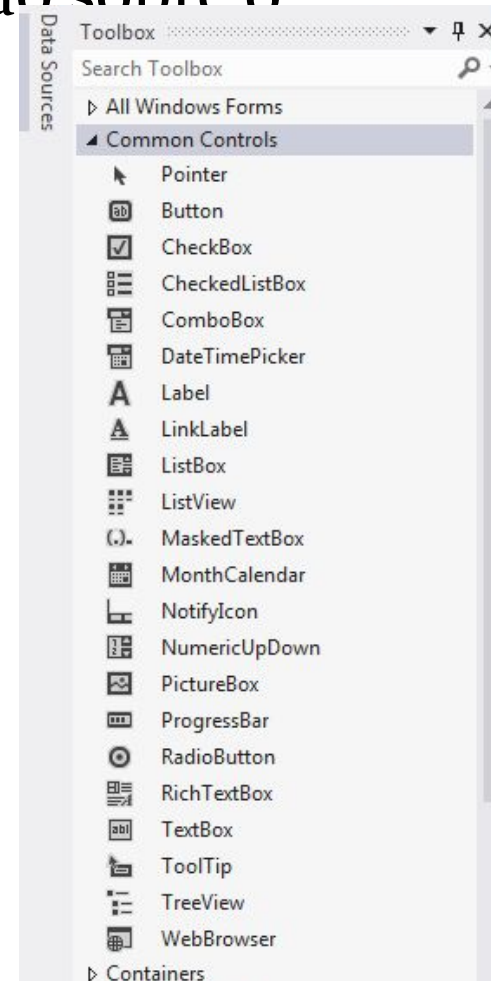 Data Sources
Toolbox
Search Toolbox
All Windows Forms
Common Controls
Pointer
Button
CheckBox
CheckedListBox
ComboBox
DateTimePicker
Label
LinkLabel
ListBox
ListView
MaskedTextBox
MonthCalendar
NotifyIcon
NumericUpDown
PictureBox
ProgressBar
RadioButton
RichTextBox
TextBox
ToolTip
TreeView
WebBrowser
Containers